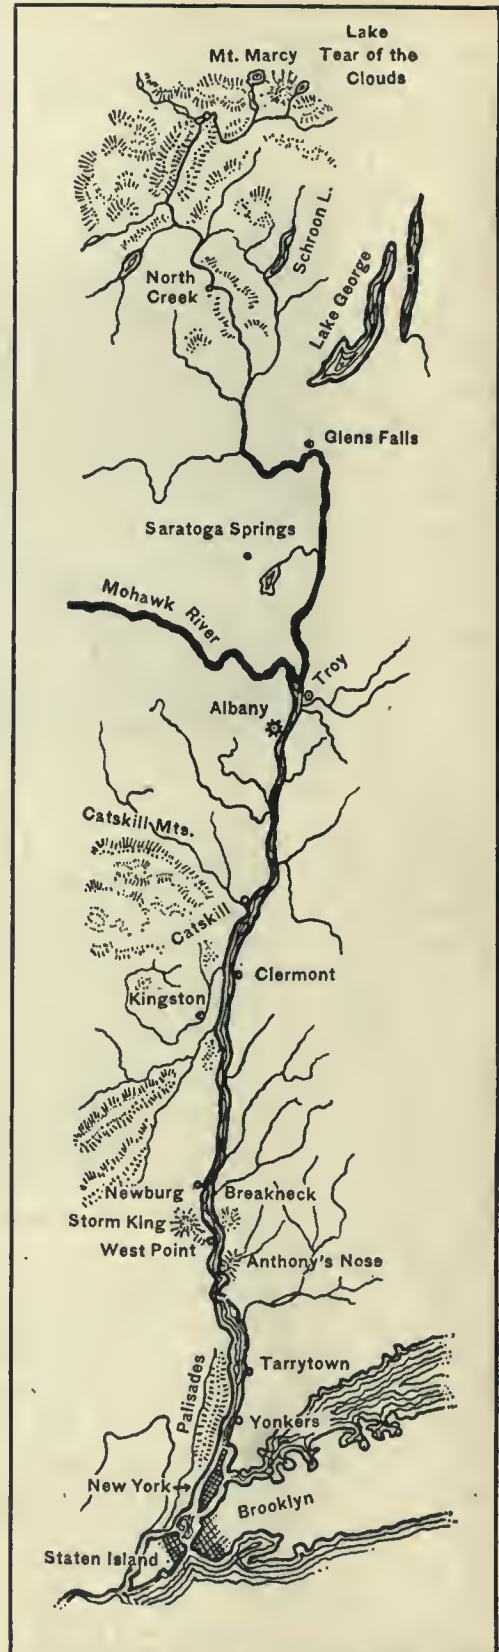 Lake
Tear of the
Clouds
Mt. Marcy
Schroon L.
North
Creek
Lake George
Glens Falls
Saratoga Springs
Mohawk River
Troy
Albany
Catskill Mts.
Catskill
Clermont
Kingston
Newburg
Breakneck
Storm King
West Point
Anthony's Nose
Palisades
Tarrytown
Yonkers
New York
Brooklyn
Staten Island